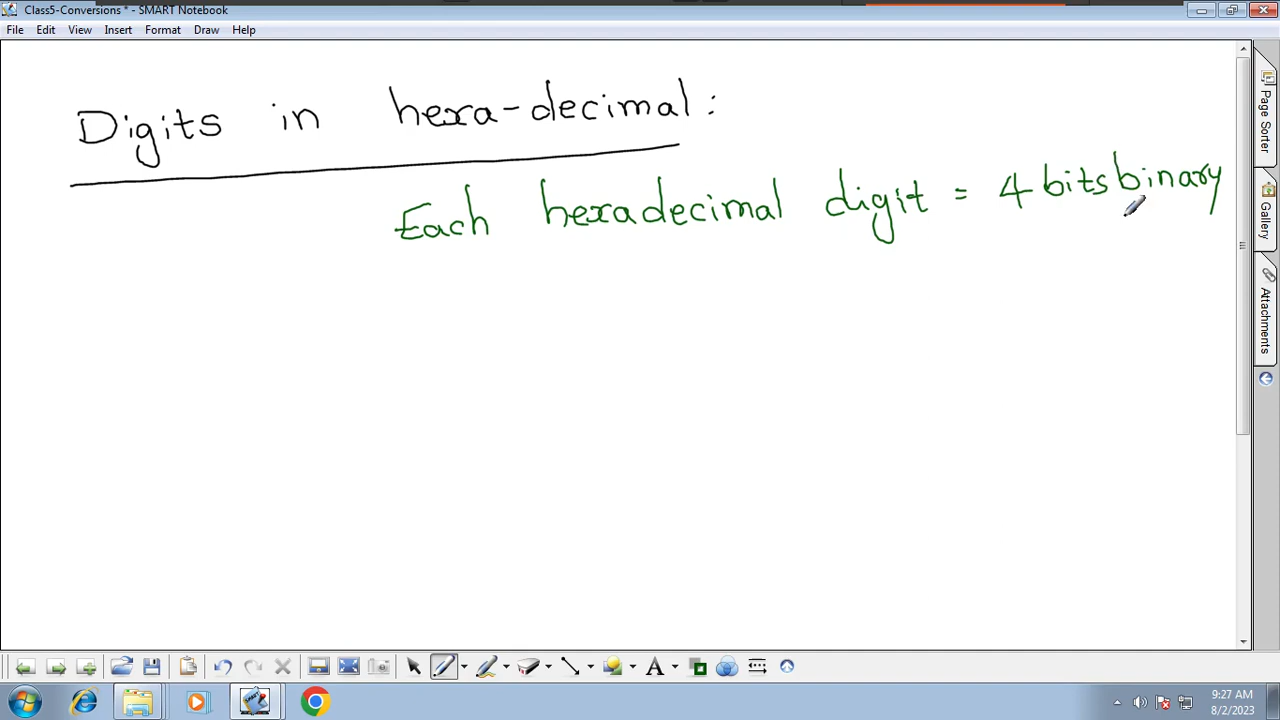 Class5-Conversions * - SMART Notebook
File Edit View Insert Format Draw Help
Digits in hexa-decimal:
Each hexadecimal digit = 4 bits binary
Page Sorter
Gallery
Attachments
9:27 AM
8/2/2023